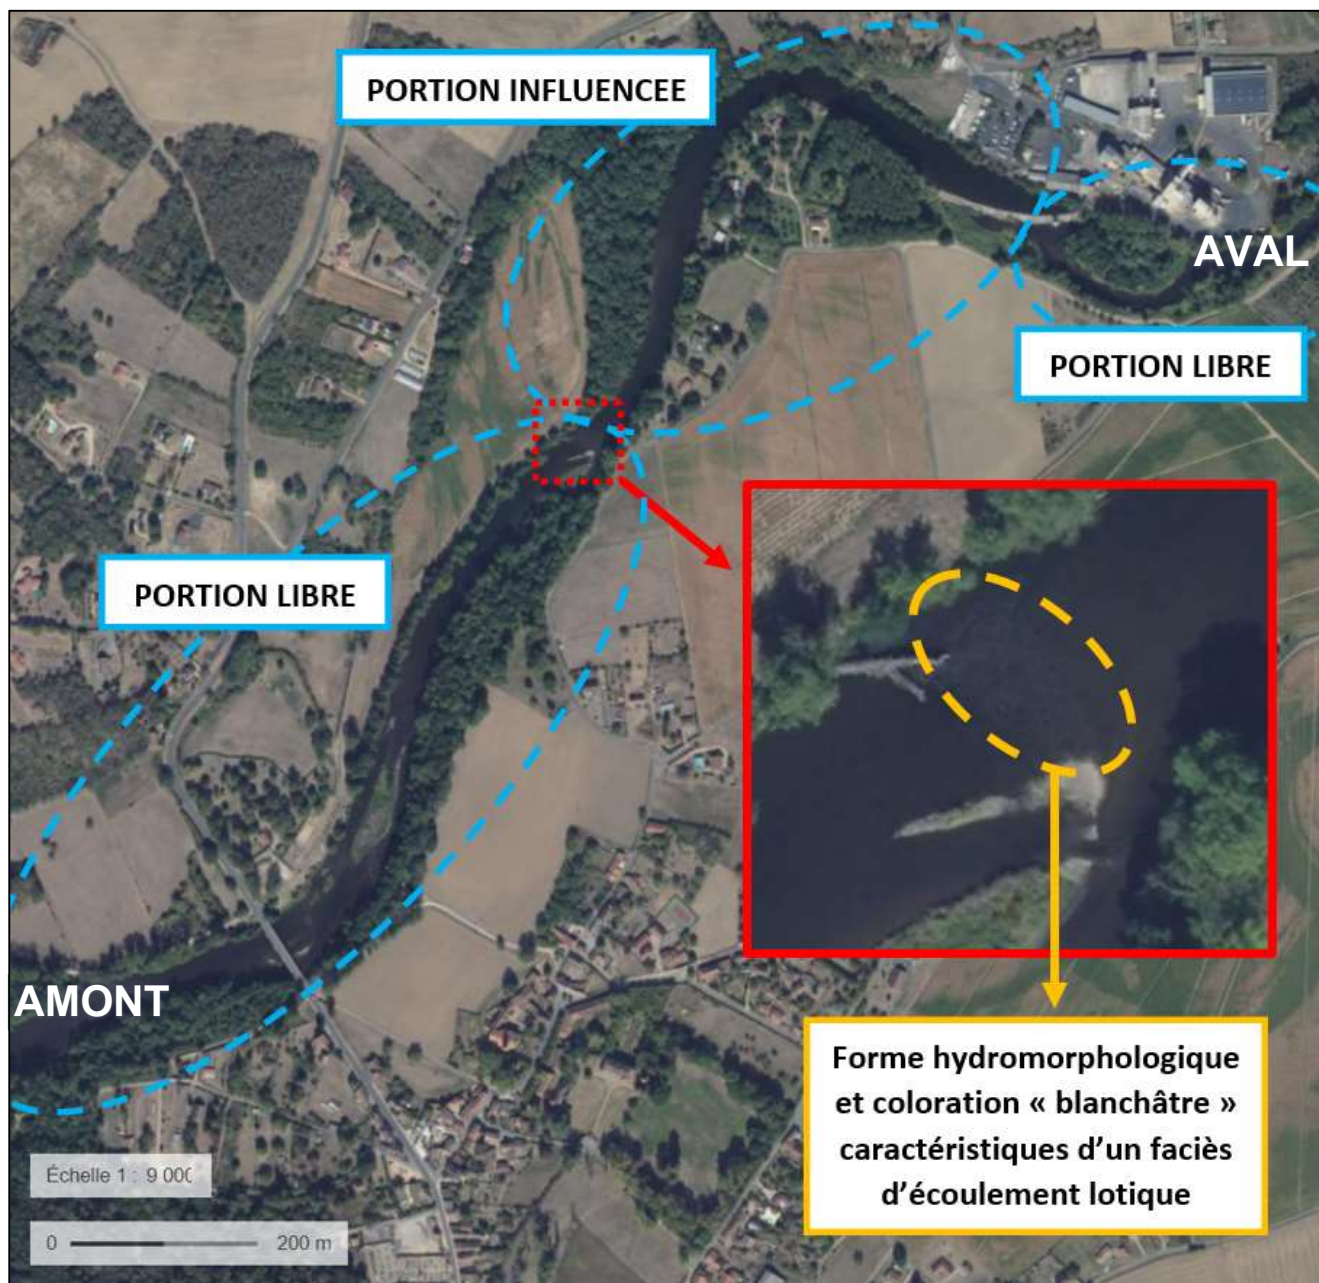 PORTION INFLUENCEE
AVAL
PORTION LIBRE
PORTION LIBRE
AMONT
Forme hydromorphologique
et coloration « blanchâtre »
caractéristiques d’un faciès
d’écoulement lotique
Échelle 1 : 9 000
0 200 m